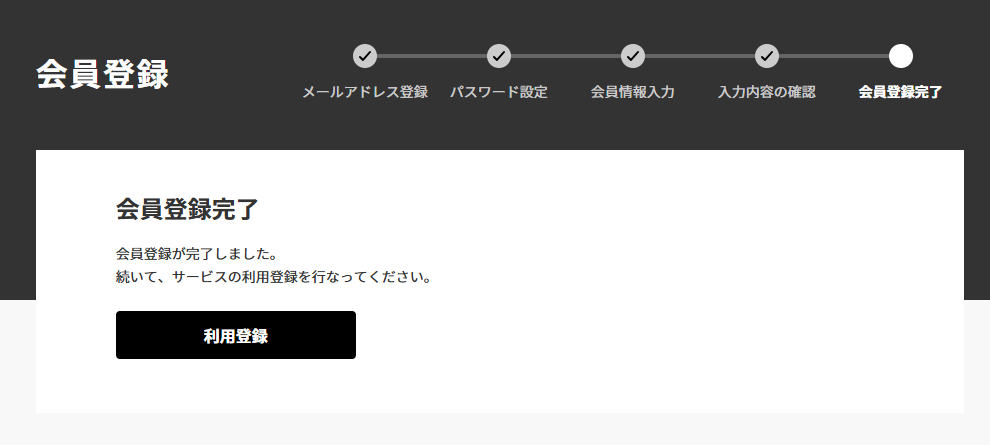 会員登録
メールアドレス登録
パスワード設定
会員情報入力
入力内容の確認
会員登録完了
会員登録完了
会員登録が完了しました。
続いて、サービスの利用登録を行なってください。
利用登録